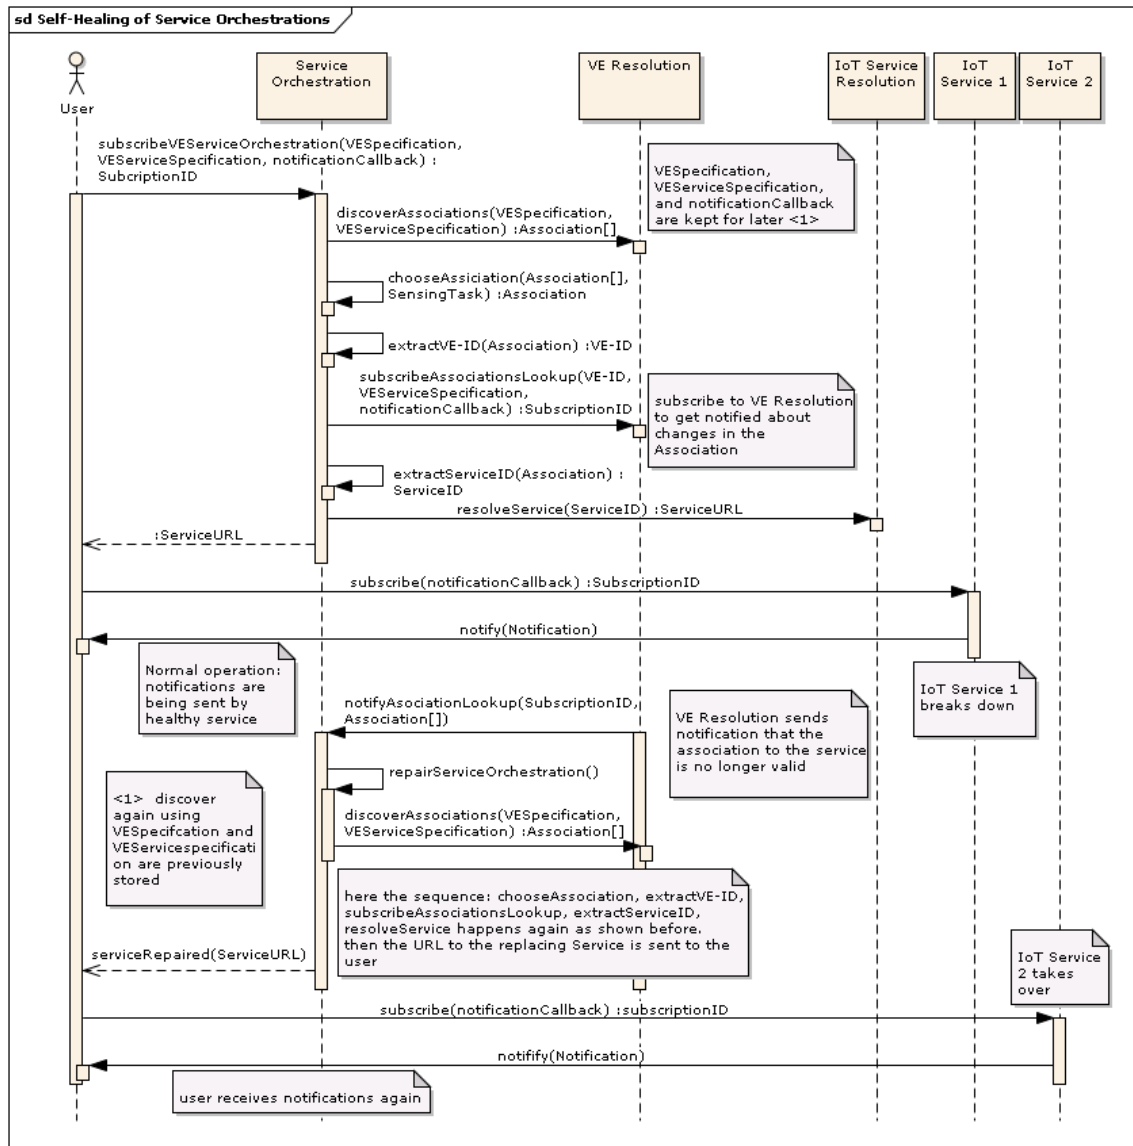 sd Self-Healing of Service Orchestrations
User
Service
Orchestration
VE Resolution
IoT Service
Resolution
IoT
Service 1
IoT
Service 2
subscribeVEServiceOrchestration(VESpecification,
VEServiceSpecification, notificationCallback) :
SubcriptionID
VESpecification,
VEServiceSpecification,
and notificationCallback
are kept for later <1>
discoverAssociations(VESpecification,
VEServiceSpecification) :Association[]
chooseAssiciation(Association[],
SensingTask) :Association
extractVE-ID(Association) :VE-ID
subscribeAssociationsLookup(VE-ID,
VEServiceSpecification,
notificationCallback) :SubscriptionID
subscribe to VE Resolution
to get notified about
changes in the
Association
extractServiceID(Association) :
ServiceID
resolveService(ServiceID) :ServiceURL
:ServiceURL
subscribe(notificationCallback) :SubscriptionID
notify(Notification)
Normal operation:
notifications are
being sent by
healthy service
IoT Service 1
breaks down
notifyAsociationLookup(SubscriptionID,
Association[])
VE Resolution sends
notification that the
association to the service
is no longer valid
repairServiceOrchestration()
<1>  discover
again using
VESpecifcation and
VEServicespecificati
on are previously
stored
discoverAssociations(VESpecification,
VEServiceSpecification) :Association[]
here the sequence: chooseAssociation, extractVE-ID,
subscribeAssociationsLookup, extractServiceID,
resolveService happens again as shown before.
then the URL to the replacing Service is sent to the
user
serviceRepaired(ServiceURL)
IoT Service
2 takes
over
subscribe(notificationCallback) :subscriptionID
notifify(Notification)
user receives notifications again